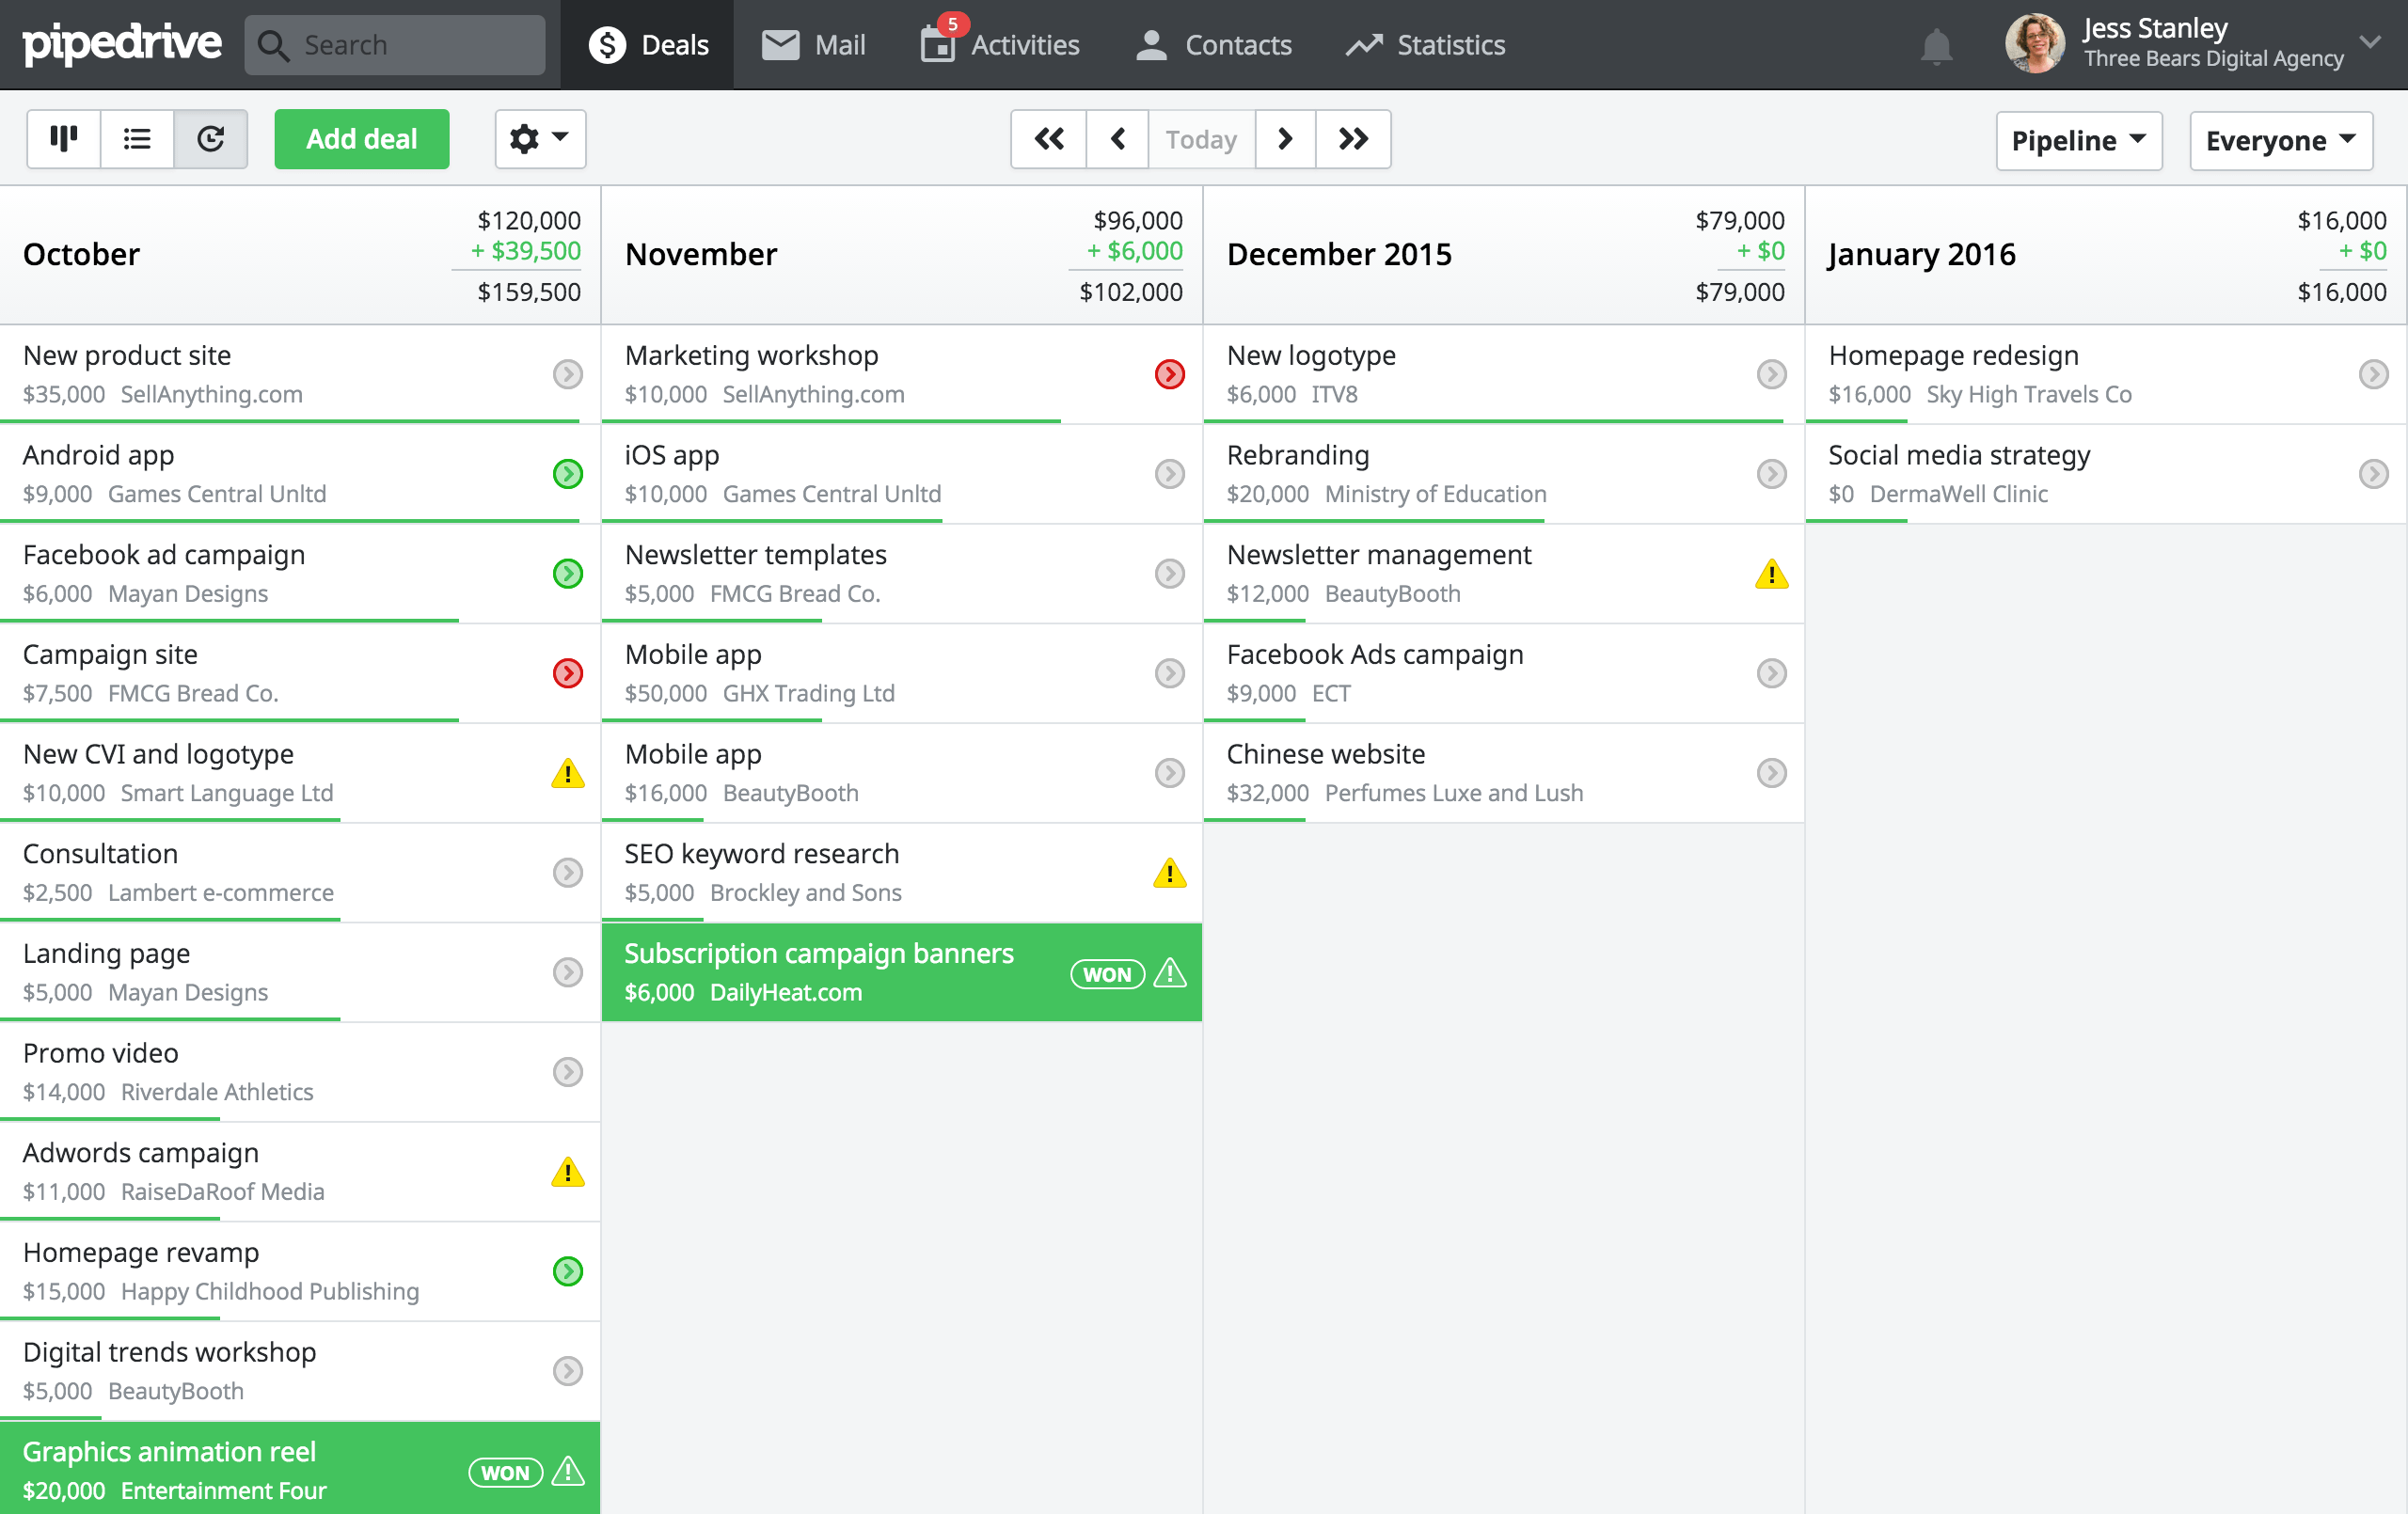 pipedrive
Search
Deals
Mail
5
Activities
Contacts
Statistics
Jess Stanley
Three Bears Digital Agency
Add deal
Today
Pipeline
Everyone
October
$120,000
+ $39,500
$159,500
New product site
$35,000 SellAnything.com
Android app
$9,000 Games Central Unltd
Facebook ad campaign
$6,000 Mayan Designs
Campaign site
$7,500 FMCG Bread Co.
New CVI and logotype
$10,000 Smart Language Ltd
Consultation
$2,500 Lambert e-commerce
Landing page
$5,000 Mayan Designs
Promo video
$14,000 Riverdale Athletics
Adwords campaign
$11,000 RaiseDaRoof Media
Homepage revamp
$15,000 Happy Childhood Publishing
Digital trends workshop
$5,000 BeautyBooth
Graphics animation reel
$20,000 Entertainment Four
WON
November
$96,000
+ $6,000
$102,000
Marketing workshop
$10,000 SellAnything.com
iOS app
$10,000 Games Central Unltd
Newsletter templates
$5,000 FMCG Bread Co.
Mobile app
$50,000 GHX Trading Ltd
Mobile app
$16,000 BeautyBooth
SEO keyword research
$5,000 Brockley and Sons
Subscription campaign banners
$6,000 DailyHeat.com
WON
December 2015
$79,000
+ $0
$79,000
New logotype
$6,000 ITV8
Rebranding
$20,000 Ministry of Education
Newsletter management
$12,000 BeautyBooth
Facebook Ads campaign
$9,000 ECT
Chinese website
$32,000 Perfumes Luxe and Lush
January 2016
$16,000
+ $0
$16,000
Homepage redesign
$16,000 Sky High Travels Co
Social media strategy
$0 DermaWell Clinic